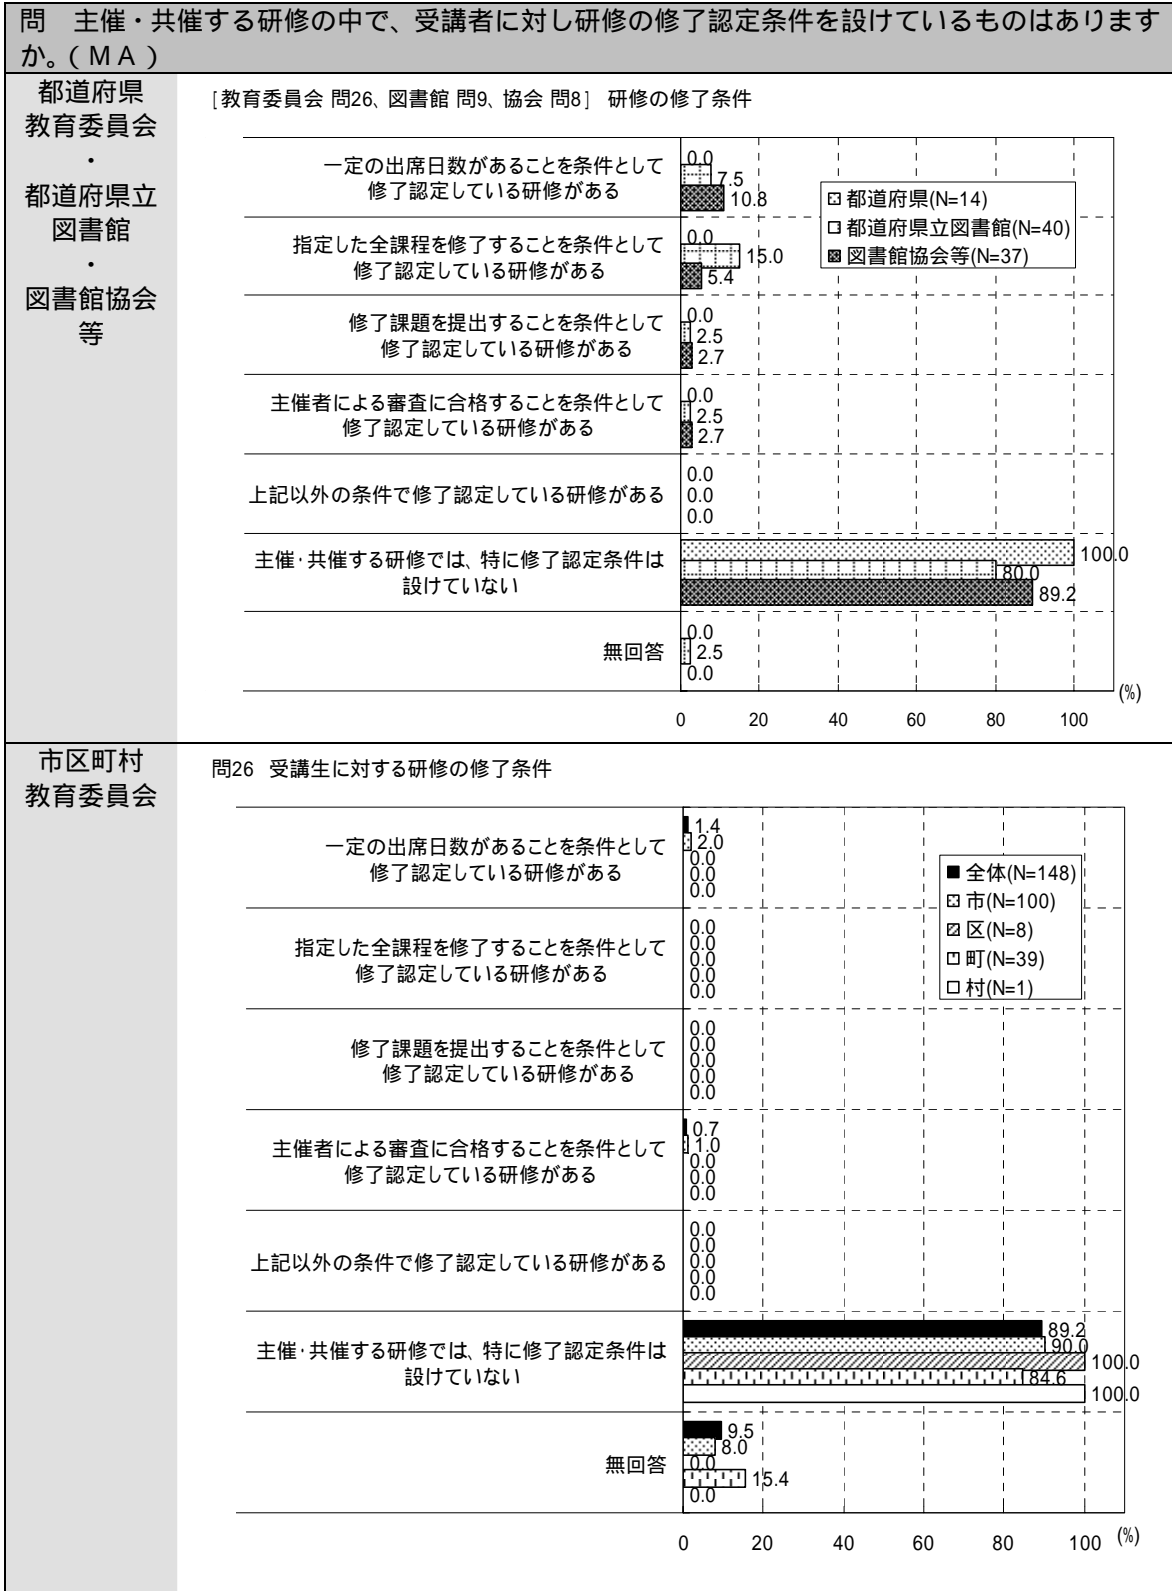 問　主催・共催する研修の中で、受講者に対し研修の修了認定条件を設けているものはあります
か。(ＭＡ)
都道府県
教育委員会
・
都道府県立
図書館
・
図書館協会
等
[教育委員会 問26、図書館 問9、協会 問8]　研修の修了条件
一定の出席日数があることを条件として
修了認定している研修がある
0.0
7.5
10.8
指定した全課程を修了することを条件として
修了認定している研修がある
0.0
15.0
5.4
修了課題を提出することを条件として
修了認定している研修がある
0.0
2.5
2.7
主催者による審査に合格することを条件として
修了認定している研修がある
0.0
2.5
2.7
上記以外の条件で修了認定している研修がある
0.0
0.0
0.0
主催・共催する研修では、特に修了認定条件は
設けていない
100.0
80.0
89.2
無回答
0.0
2.5
0.0
都道府県(N=14)
都道府県立図書館(N=40)
図書館協会等(N=37)
0 20 40 60 80 100 (%)
市区町村
教育委員会
問26　受講生に対する研修の修了条件
一定の出席日数があることを条件として
修了認定している研修がある
1.4
2.0
0.0
0.0
0.0
指定した全課程を修了することを条件として
修了認定している研修がある
0.0
0.0
0.0
0.0
0.0
修了課題を提出することを条件として
修了認定している研修がある
0.0
0.0
0.0
0.0
0.0
主催者による審査に合格することを条件として
修了認定している研修がある
0.7
1.0
0.0
0.0
0.0
上記以外の条件で修了認定している研修がある
0.0
0.0
0.0
0.0
0.0
主催・共催する研修では、特に修了認定条件は
設けていない
89.2
90.0
100.0
84.6
100.0
無回答
9.5
8.0
0.0
15.4
0.0
全体(N=148)
市(N=100)
区(N=8)
町(N=39)
村(N=1)
0 20 40 60 80 100 (%)